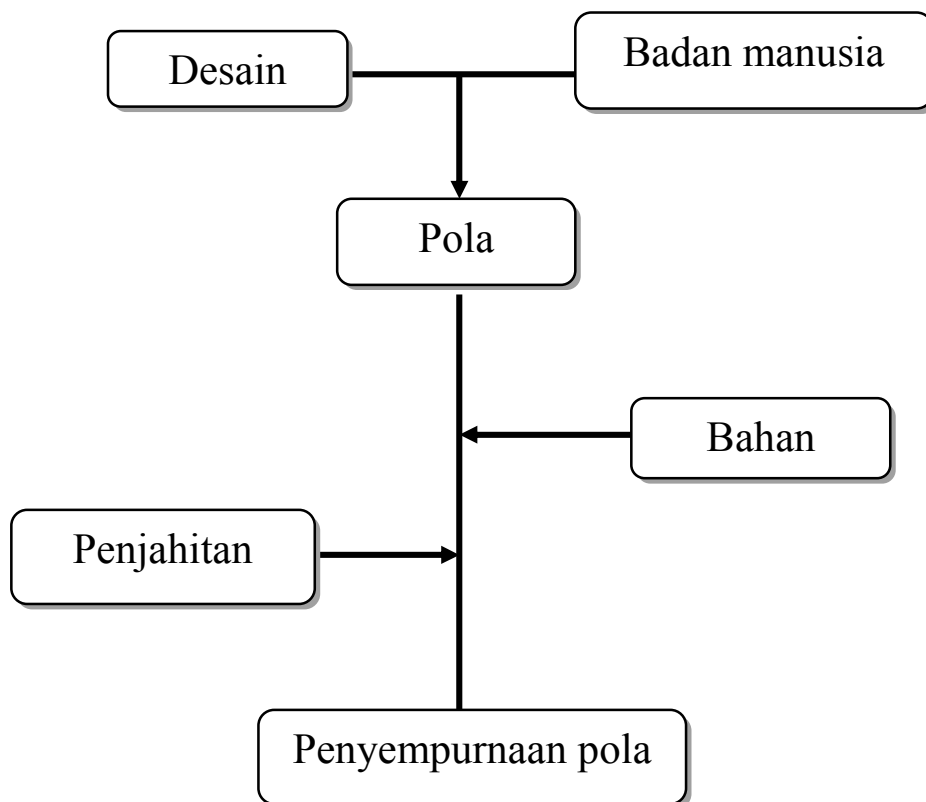 Desain
Badan manusia
Pola
Bahan
Penjahitan
Penyempurnaan pola